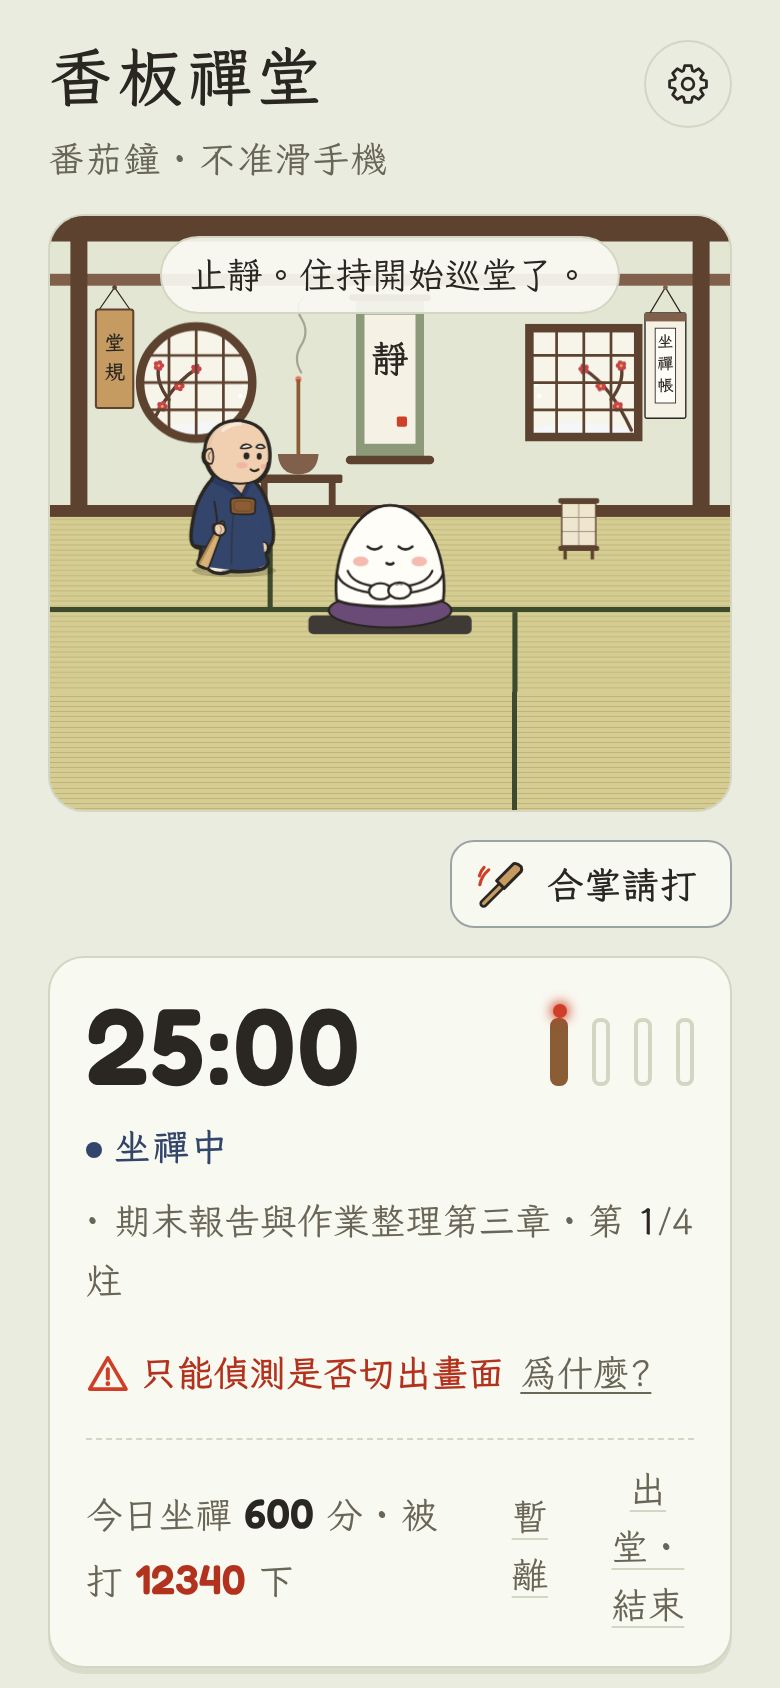 香板禪堂
番茄鐘・不准滑手機
止靜。住持開始巡堂了。
堂規
靜
坐禪帳
合掌請打
25:00
坐禪中
・期末報告與作業整理第三章・第 1/4
炷
只能偵測是否切出畫面 為什麼?
今日坐禪 600 分・被
打 12340 下
暫
離
出
堂・
結束